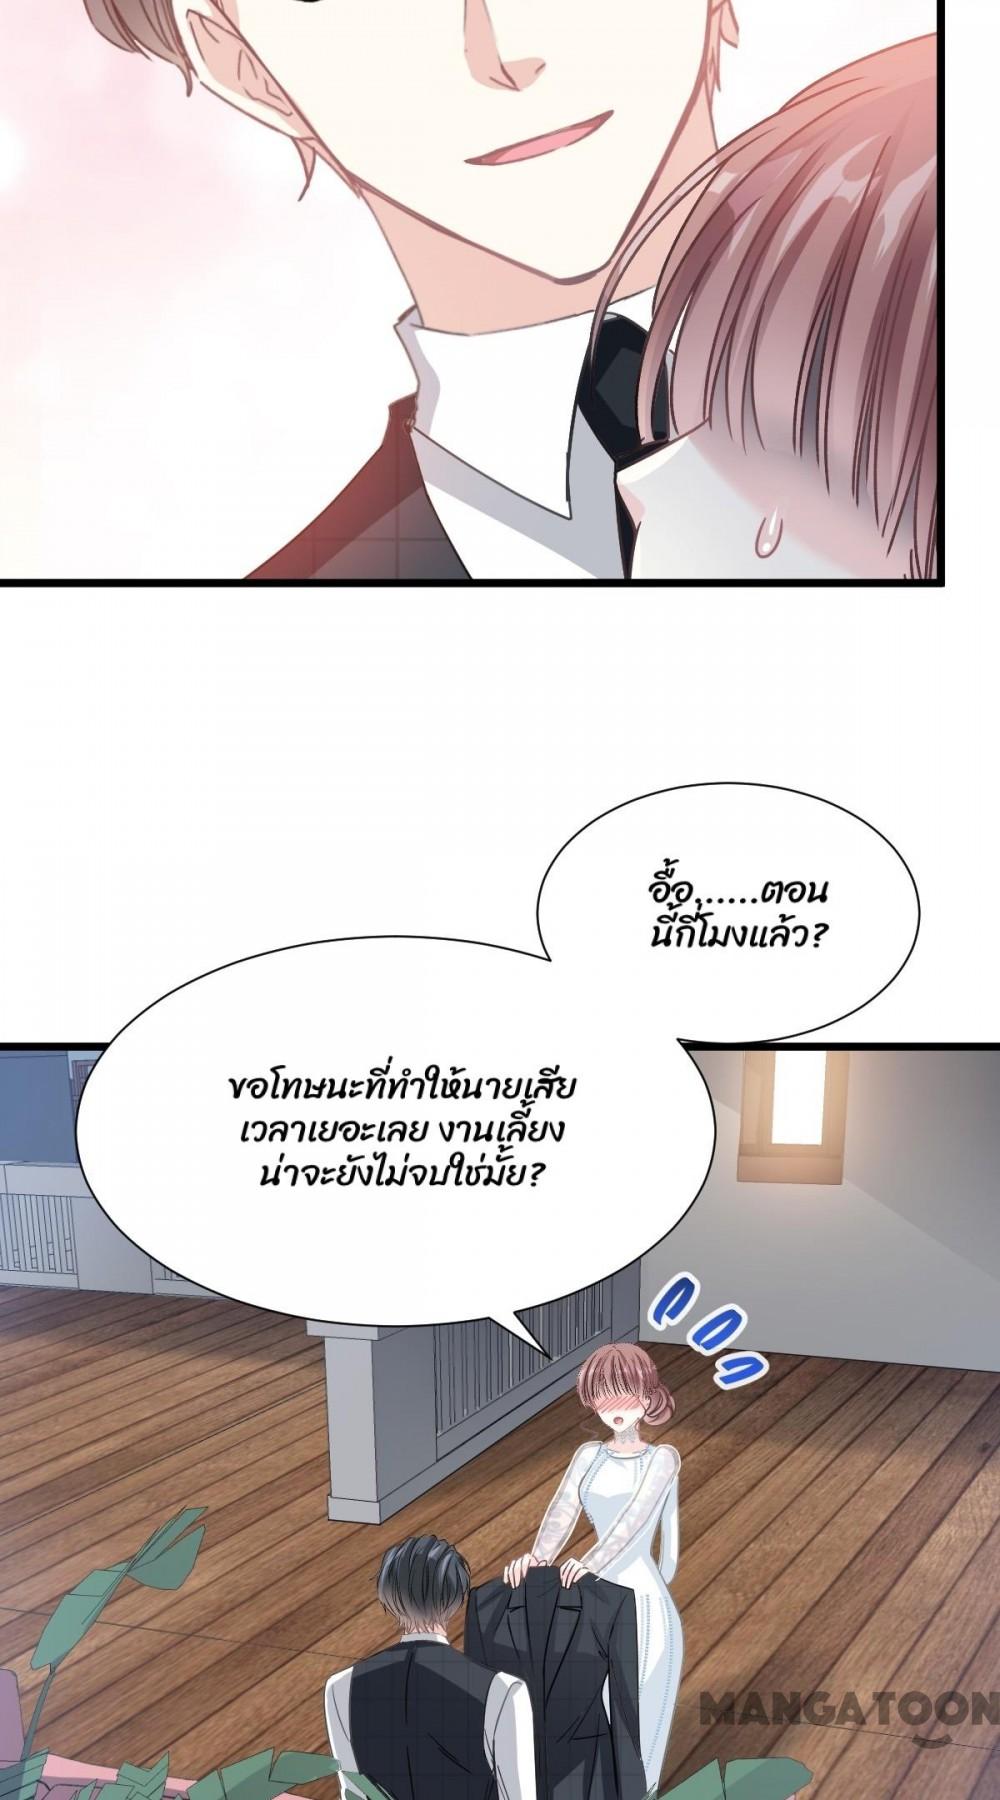 อื้อ......ตอน
นี้กี่โมงแล้ว?
ขอโทษนะที่ทำให้นายเสีย
เวลาเยอะเลย งานเลี้ยง
น่าจะยังไม่จบใช่มั้ย?
MANGATOON